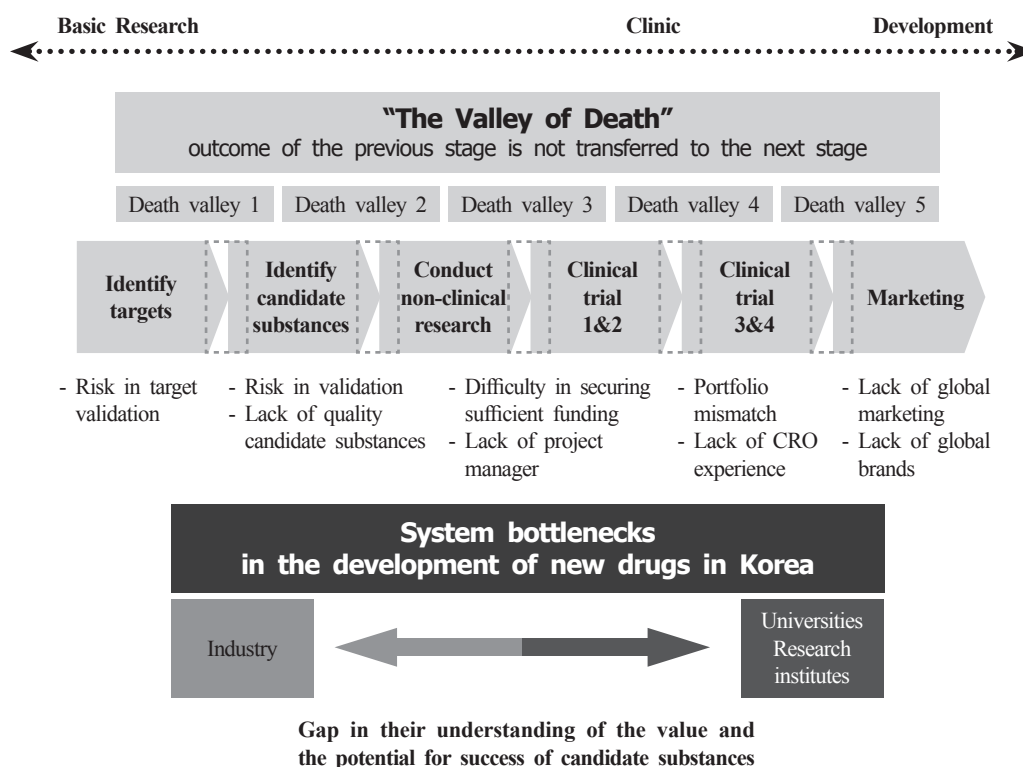 Basic Research Clinic Development
"The Valley of Death"
outcome of the previous stage is not transferred to the next stage
Death valley 1 Death valley 2 Death valley 3 Death valley 4 Death valley 5
Identify
targets
Identify
candidate
substances
Conduct
non-clinical
research
Clinical
trial
1&2
Clinical
trial
3&4
Marketing
- Risk in target
validation
- Risk in validation
- Lack of quality
candidate substances
- Difficulty in securing
sufficient funding
- Lack of project
manager
- Portfolio
mismatch
- Lack of CRO
experience
- Lack of global
marketing
- Lack of global
brands
System bottlenecks
in the development of new drugs in Korea
Industry
Universities
Research
institutes
Gap in their understanding of the value and
the potential for success of candidate substances